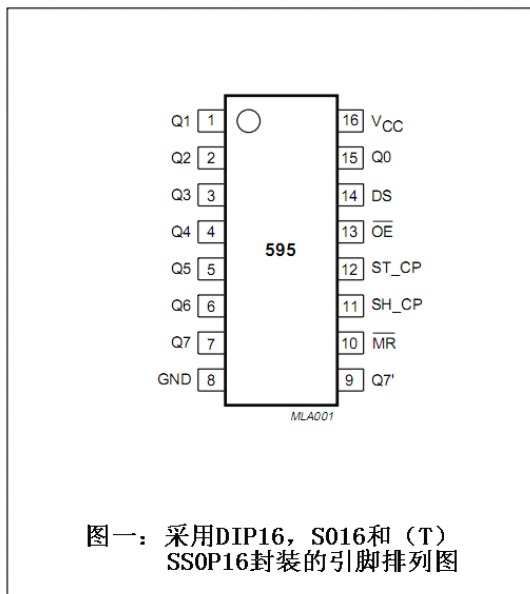 Q1 1 16 VCC
Q2 2 15 Q0
Q3 3 14 DS
Q4 4 13 OE
595
Q5 5 12 ST_CP
Q6 6 11 SH_CP
Q7 7 10 MR
GND 8 9 Q7'
MLA001
图一：采用DIP16，SO16和（T）
SSOP16封装的引脚排列图